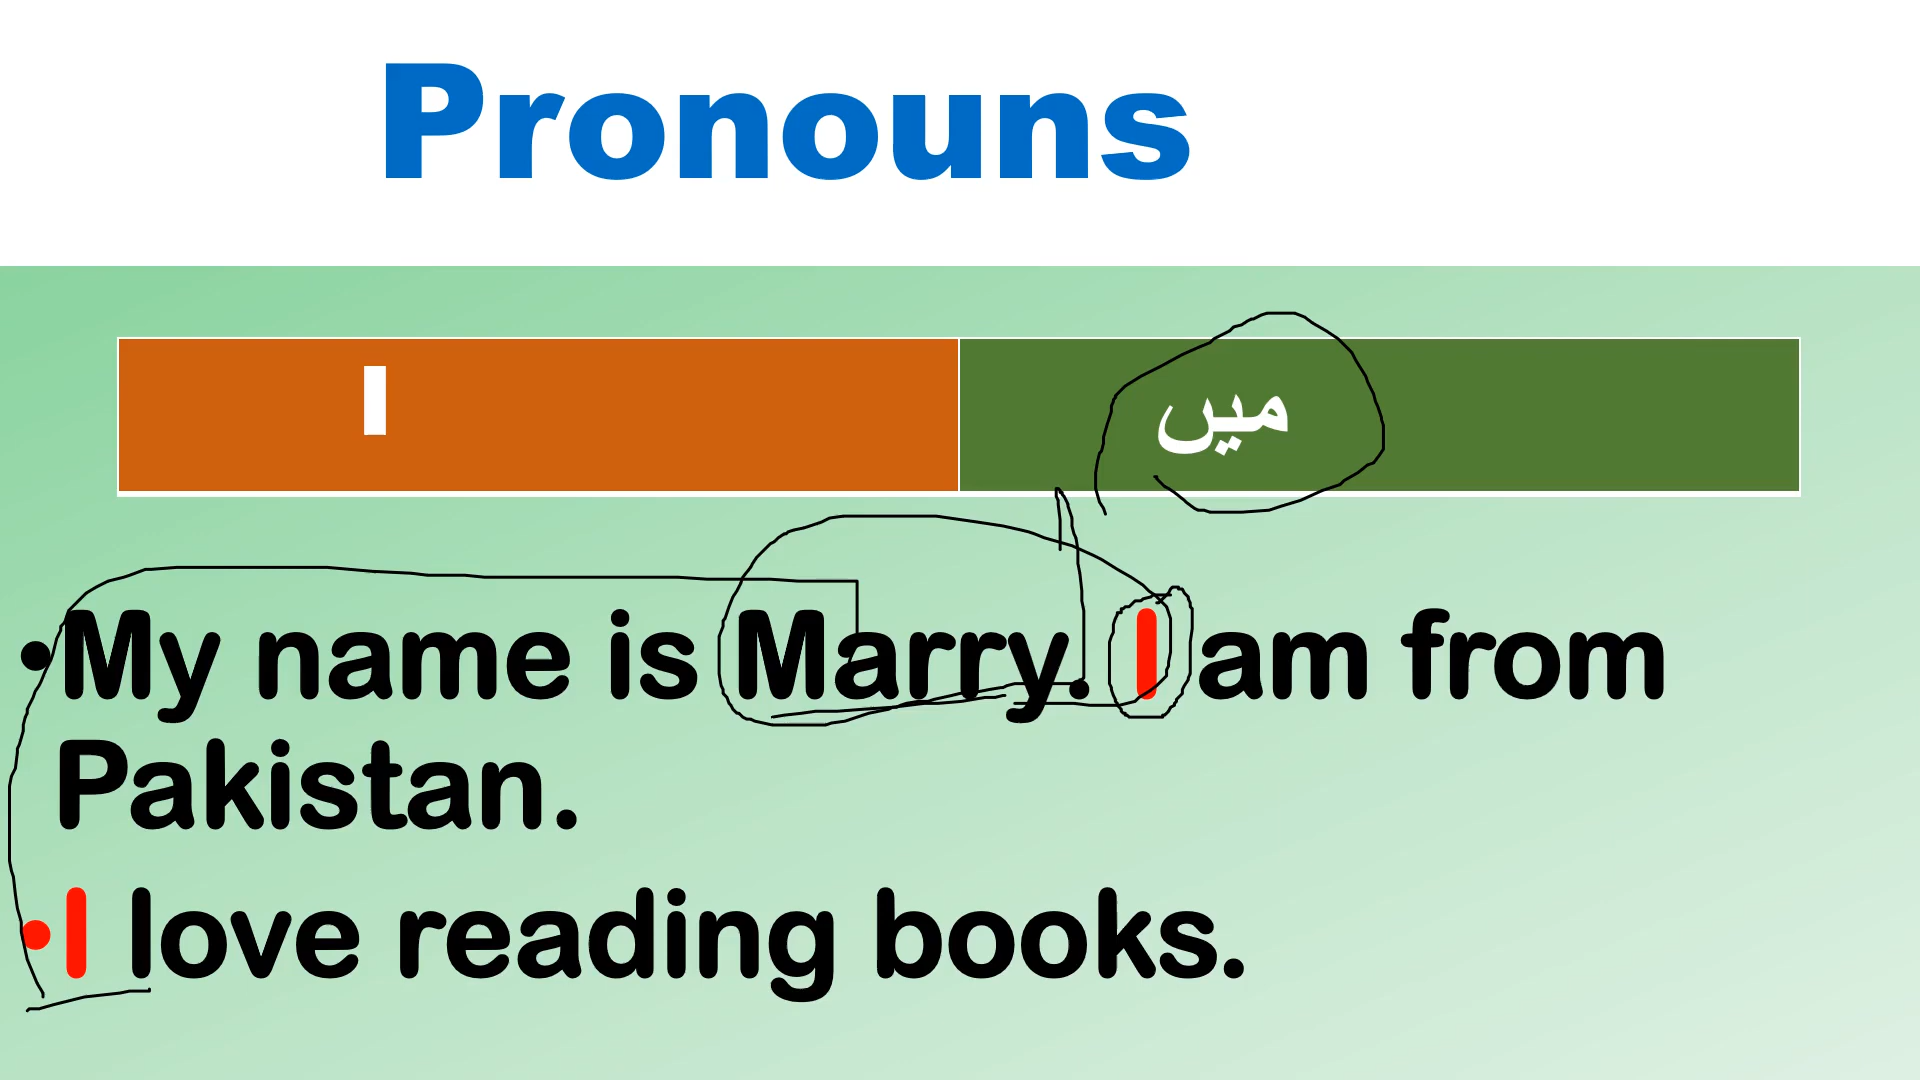 Pronouns
I
میں
•My name is Marry. I am from
Pakistan.
•I love reading books.